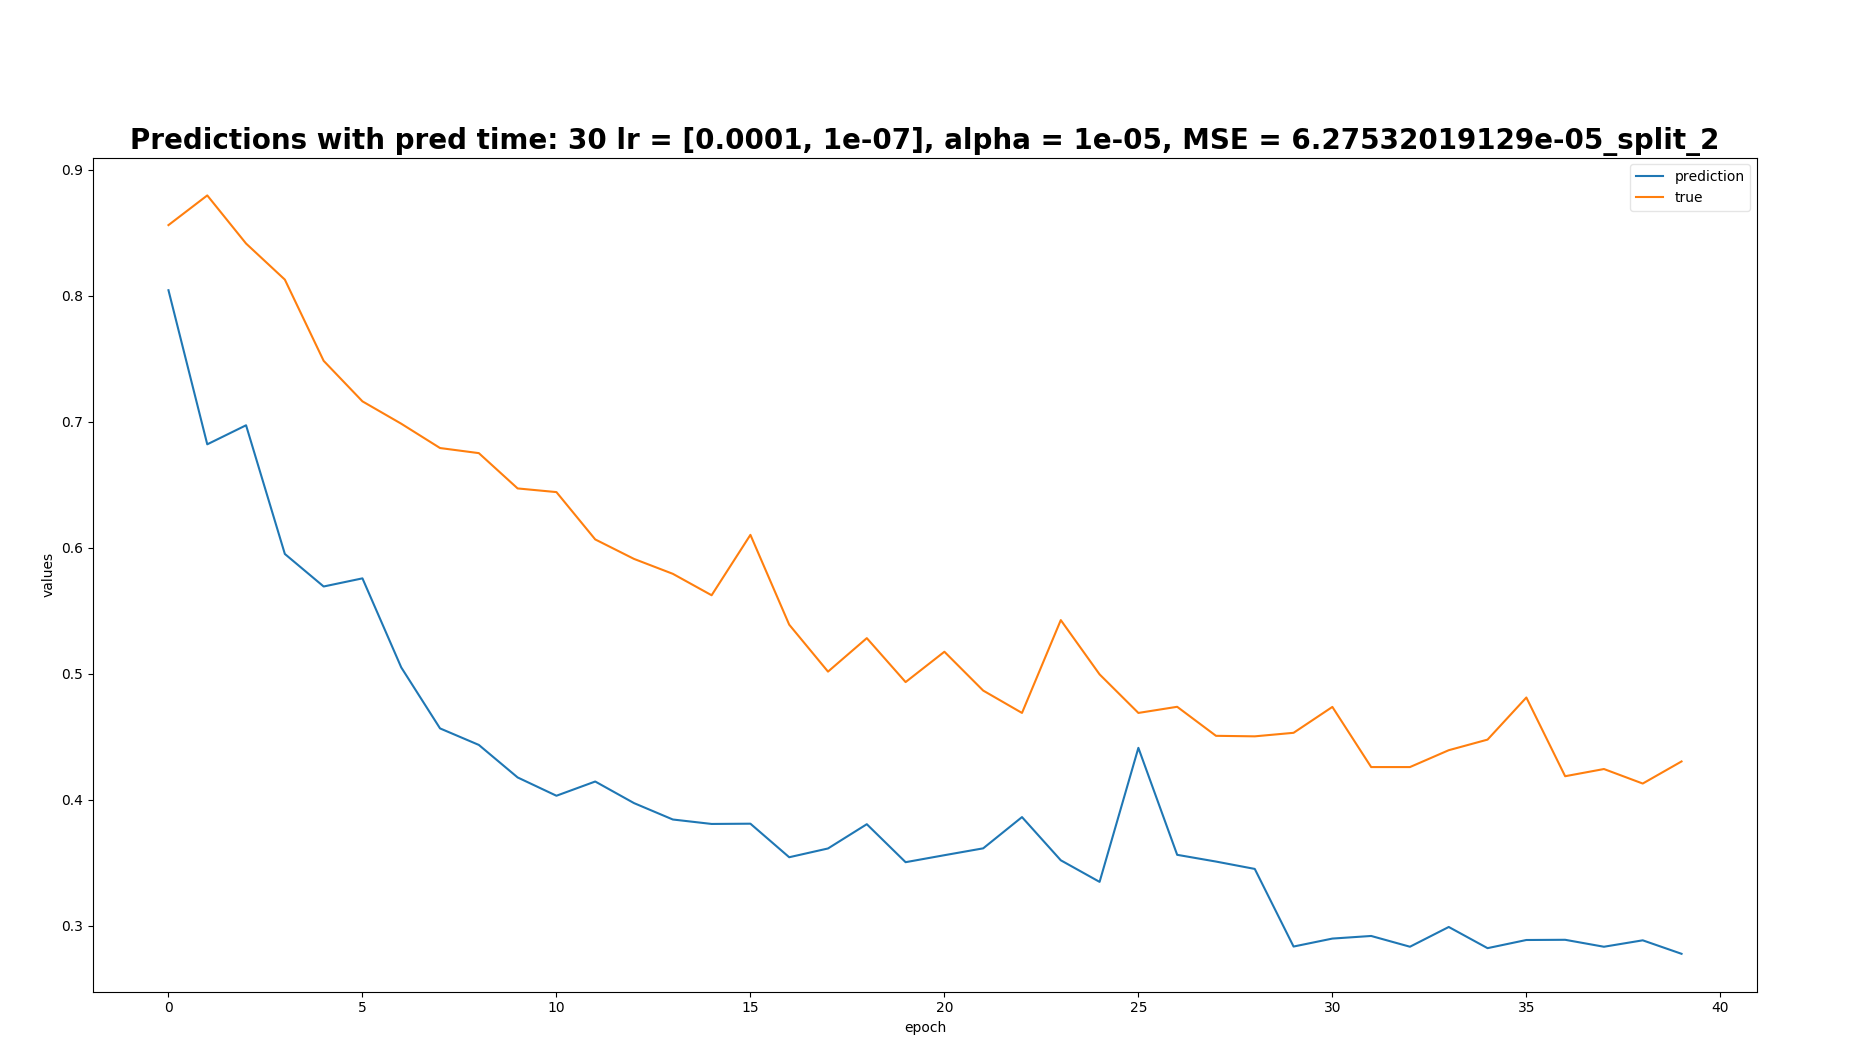 Predictions with pred time: 30 lr = [0.0001, 1e-07], alpha = 1e-05, MSE = 6.27532019129e-05_split_2
prediction
true
0.9
0.8
0.7
0.6
0.5
0.4
0.3
values
0 5 10 15 20 25 30 35 40
epoch